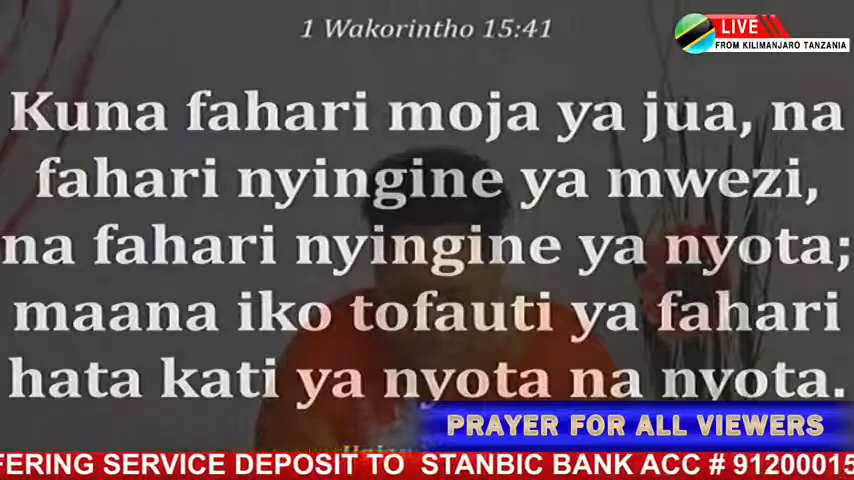 1 Wakorintho 15:41
LIVE
FROM KILIMANJARO TANZANIA
Kuna fahari moja ya jua, na
fahari nyingine ya mwezi,
na fahari nyingine ya nyota;
maana iko tofauti ya fahari
hata kati ya nyota na nyota.
PRAYER FOR ALL VIEWERS
FERING SERVICE DEPOSIT TO STANBIC BANK ACC # 91200015